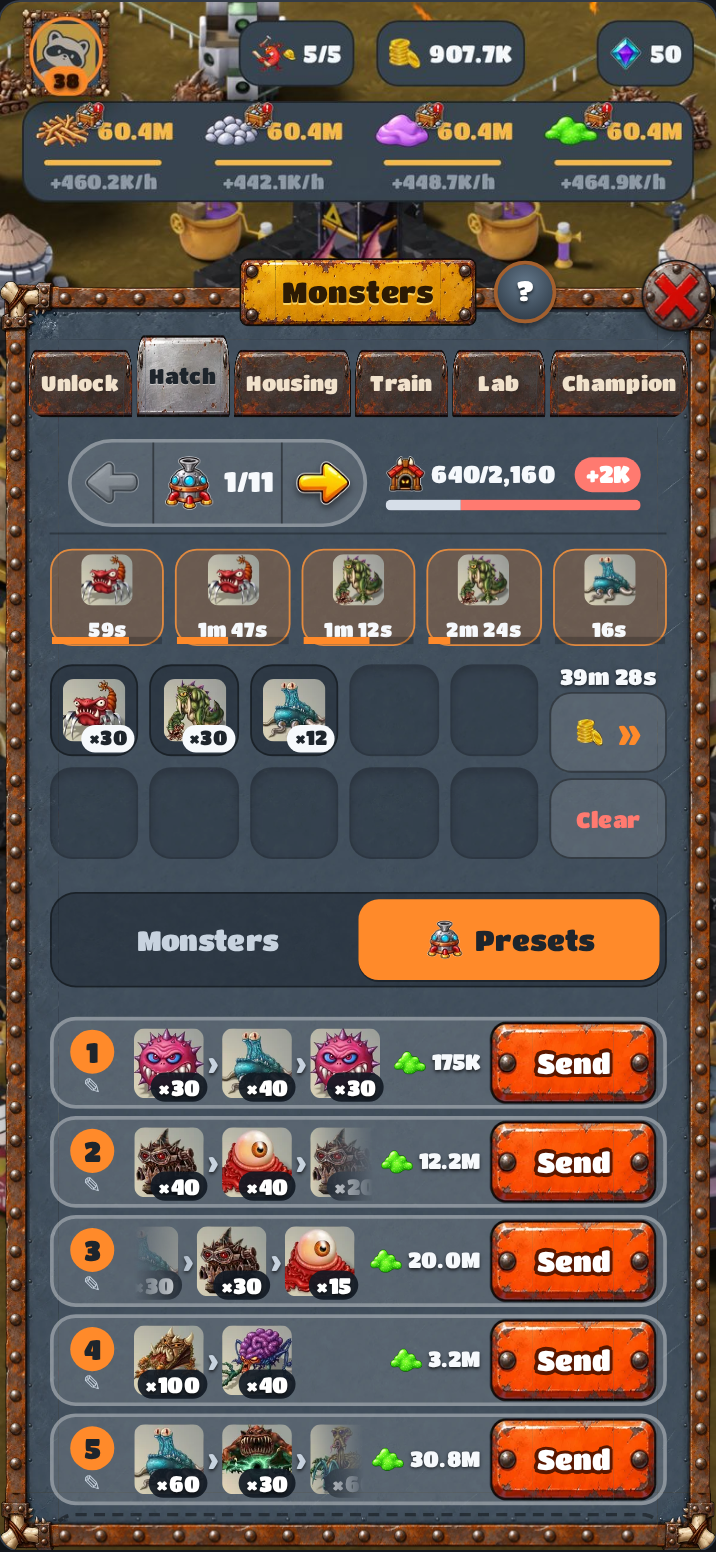 38
5/5
907.7K
50
60.4M 60.4M 60.4M 60.4M
+460.2K/h +442.1K/h +448.7K/h +464.9K/h
Monsters ?
Unlock Hatch Housing Train Lab Champion
1/11 640/2,160 +2K
59s 1m 47s 1m 12s 2m 24s 16s
39m 28s
×30 ×30 ×12
Clear
Monsters Presets
1 ×30 ×40 ×30 175K Send
2 ×40 ×40 ×20 12.2M Send
3 ×30 ×30 ×15 20.0M Send
4 ×100 ×40 3.2M Send
5 ×60 ×30 ×6 30.8M Send